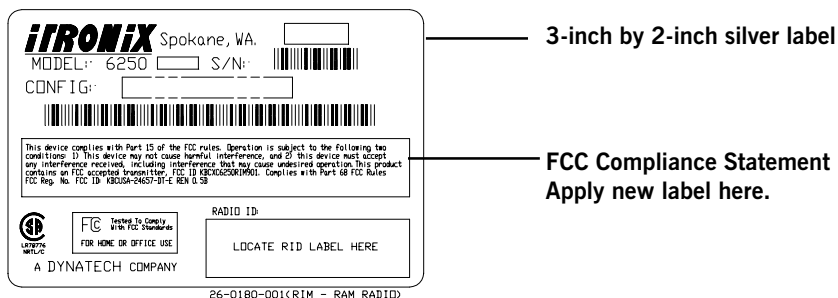 iTRONiX Spokane, WA.
3-inch by 2-inch silver label
MODEL: 6250 S/N:
CONFIG:
This device complies with Part 15 of the FCC rules. Operation is subject to the following two
conditions: 1) This device may not cause harmful interference, and 2) this device must accept
any interference received, including interference that may cause undesired operation. This product
contains an FCC accepted transmitter, FCC ID KBCXC6250RIM901. Complies with Part 68 FCC Rules
FCC Reg. No. FCC ID: KBCUSA-24657-DT-E REN 0.5B
FCC Compliance Statement
Apply new label here.
SA
LR78776
NRTL/C
FC Tested To Comply
With FCC Standards
FOR HOME OR OFFICE USE
A DYNATECH COMPANY
RADIO ID:
LOCATE RID LABEL HERE
26-0180-001(RIM - RAM RADIO)